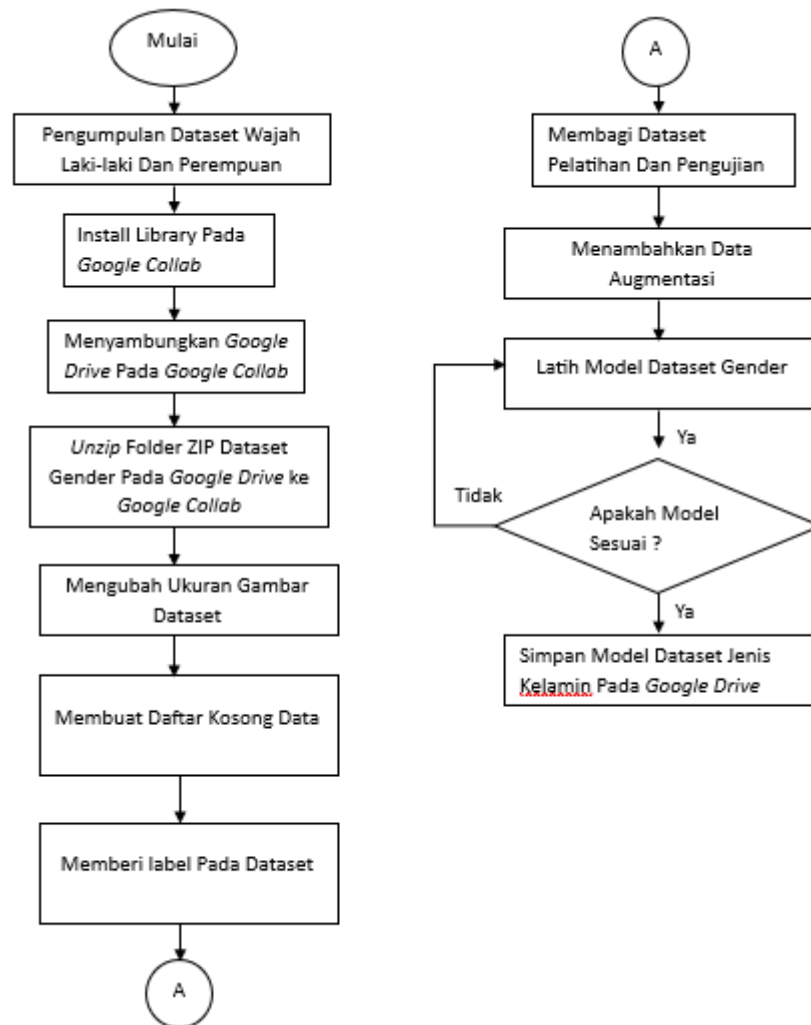 Mulai
Pengumpulan Dataset Wajah
Laki-laki Dan Perempuan
Install Library Pada
Google Collab
Menyambungkan Google
Drive Pada Google Collab
Unzip Folder ZIP Dataset
Gender Pada Google Drive ke
Google Collab
Mengubah Ukuran Gambar
Dataset
Membuat Daftar Kosong Data
Memberi label Pada Dataset
A
A
Membagi Dataset
Pelatihan Dan Pengujian
Menambahkan Data
Augmentasi
Latih Model Dataset Gender
Ya
Tidak
Apakah Model
Sesuai ?
Ya
Simpan Model Dataset Jenis
Kelamin Pada Google Drive